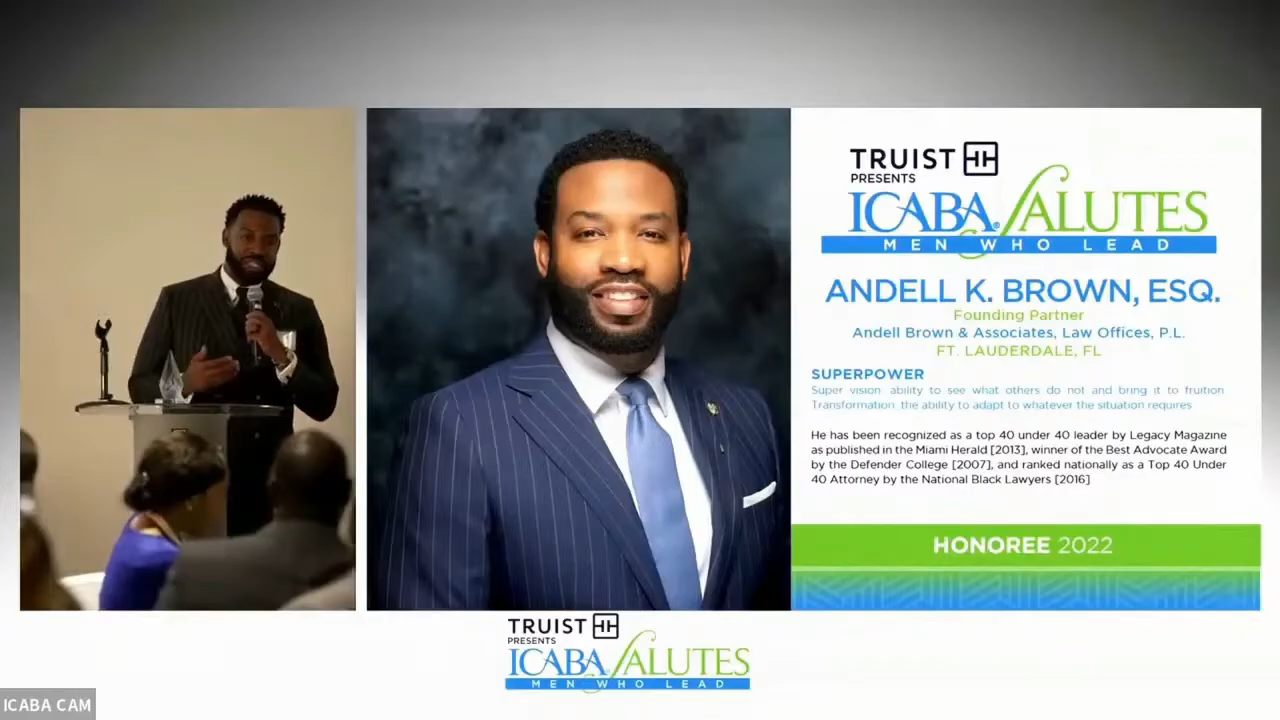 TRUIST
PRESENTS
ICABA® SALUTES
MEN WHO LEAD
ANDELL K. BROWN, ESQ.
Founding Partner
Andell Brown & Associates, Law Offices, P.L.
FT. LAUDERDALE, FL
SUPERPOWER
Super vision: ability to see what others do not and bring it to fruition
Transformation: the ability to adapt to whatever the situation requires
He has been recognized as a top 40 under 40 leader by Legacy Magazine
as published in the Miami Herald [2013], winner of the Best Advocate Award
by the Defender College [2007], and ranked nationally as a Top 40 Under
40 Attorney by the National Black Lawyers [2016]
HONOREE 2022
TRUIST
PRESENTS
ICABA SALUTES
MEN WHO LEAD
ICABA CAM